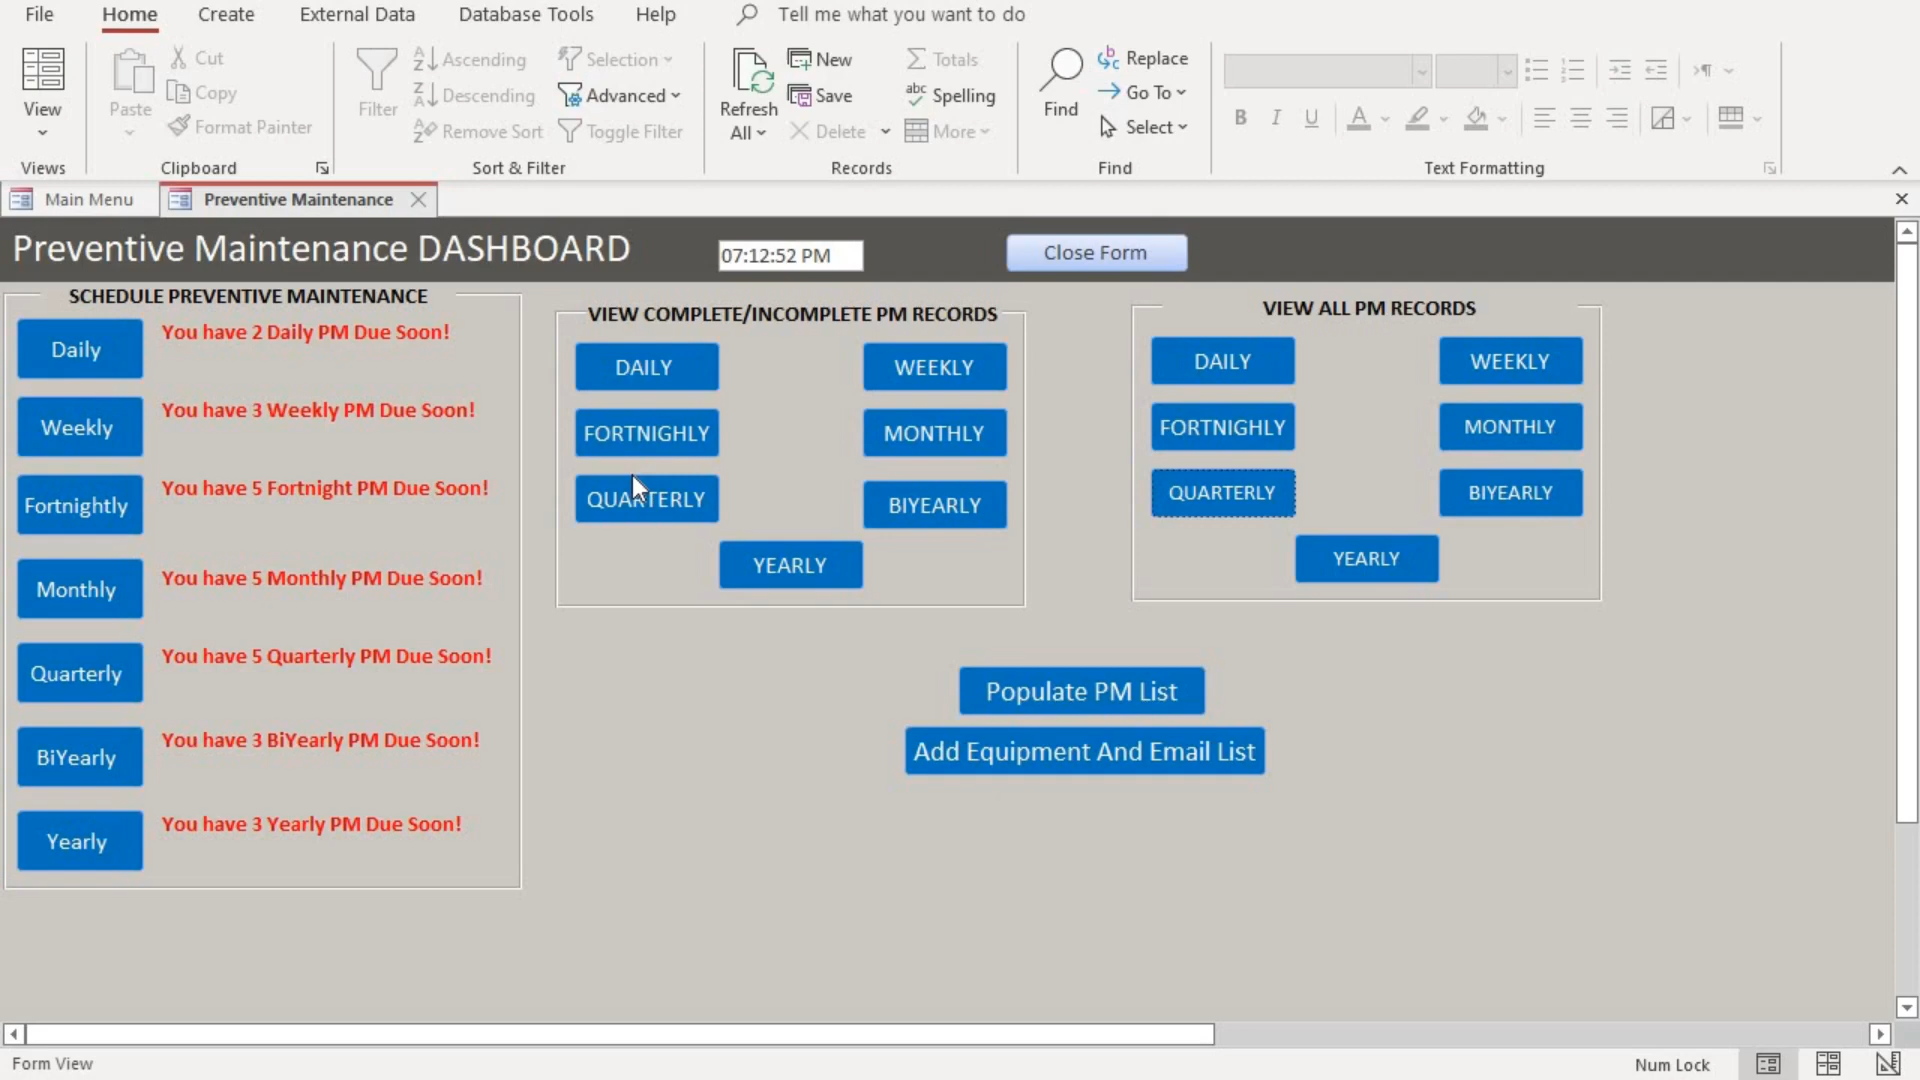 File Home Create External Data Database Tools Help Tell me what you want to do
View
Views
Paste
Cut
Copy
Format Painter
Clipboard
Filter
Ascending
Descending
Remove Sort
Selection
Advanced
Toggle Filter
Sort & Filter
Refresh
All
New
Save
Delete
Totals
Spelling
More
Records
Find
Replace
Go To
Select
Find
B I U A
Text Formatting
Main Menu Preventive Maintenance
Preventive Maintenance DASHBOARD 07:12:52 PM Close Form
SCHEDULE PREVENTIVE MAINTENANCE
Daily You have 2 Daily PM Due Soon!
Weekly You have 3 Weekly PM Due Soon!
Fortnightly You have 5 Fortnight PM Due Soon!
Monthly You have 5 Monthly PM Due Soon!
Quarterly You have 5 Quarterly PM Due Soon!
BiYearly You have 3 BiYearly PM Due Soon!
Yearly You have 3 Yearly PM Due Soon!
VIEW COMPLETE/INCOMPLETE PM RECORDS
DAILY WEEKLY
FORTNIGHLY MONTHLY
QUARTERLY BIYEARLY
YEARLY
VIEW ALL PM RECORDS
DAILY WEEKLY
FORTNIGHLY MONTHLY
QUARTERLY BIYEARLY
YEARLY
Populate PM List
Add Equipment And Email List
Form View Num Lock